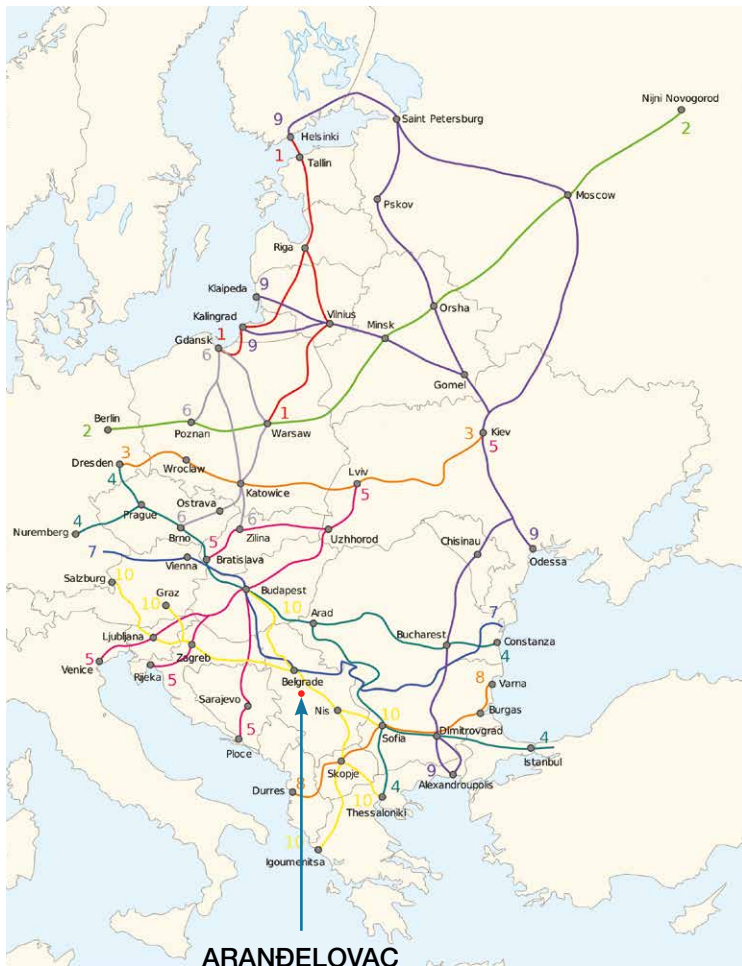 Nijni Novogorod
2
9
Saint Petersburg
Helsinki
1
Tallin
Moscow
Pskov
Riga
Klaipeda
9
Orsha
Kalingrad
Vilnius
Minsk
1
Gdansk
6
9
Gomel
Berlin
6
1
2
Poznan
Warsaw
3
Kiev
5
3
Dresden
Wroclaw
Lviv
4
Katowice
5
Ostrava
4
Prague
6
6
Nuremberg
Brno
Zilina
Uzhhorod
Chisinau
9
5
Odessa
7
Vienna
Bratislava
Salzburg
10
Budapest
Graz
10
10
Arad
7
Ljubljana
Bucharest
Constanza
4
Zagreb
Venice
5
Rijeka
5
Belgrade
8
Varna
Sarajevo
Nis
10
Burgas
5
Sofia
Dimitrovgrad
4
Ploce
Istanbul
Skopje
9
Durres
8
10
4
Alexandroupolis
Thessaloniki
10
Igoumenitsa
ARANĐELOVAC